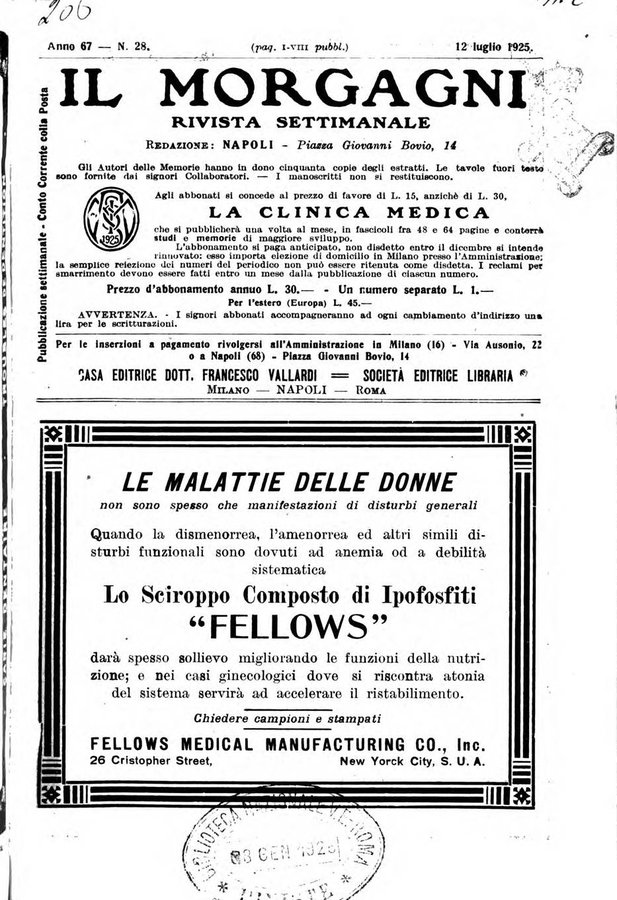 206
Anno 67 — N. 28.
(pag. I-VIII pubbl.)
12 luglio 1925.
Pubblicazione settimanale - Conto Corrente colla Posta
IL MORGAGNI
RIVISTA SETTIMANALE
REDAZIONE: NAPOLI - Piazza Giovanni Bovio, 14
Gli Autori delle Memorie hanno in dono cinquanta copie degli estratti. Le tavole fuori testo
sono fornite dai signori Collaboratori. — I manoscritti non si restituiscono.
Agli abbonati si concede al prezzo di favore di L. 15, anzichè di L. 30,
LA CLINICA MEDICA
che si pubblicherà una volta al mese, in fascicoli fra 48 e 64 pagine e conterrà
studi e memorie di maggiore sviluppo.
L'abbonamento si paga anticipato, non disdetto entro il dicembre si intende
rinnovato: esso importa elezione di domicilio in Milano presso l'Amministrazione;
la semplice reiezione dei numeri del periodico non può essere ritenuta come disdetta. I reclami per
smarrimento devono essere fatti entro un mese dalla pubblicazione di ciascun numero.
1925
Prezzo d'abbonamento annuo L. 30.— - Un numero separato L. 1.—
Per l'estero (Europa) L. 45.—
AVVERTENZA. - I signori abbonati accompagneranno ad ogni cambiamento d'indirizzo una
lira per le scritturazioni.
Per le inserzioni a pagamento rivolgersi all'Amministrazione in Milano (16) - Via Ausonio, 22
o a Napoli (68) - Piazza Giovanni Bovio, 14
CASA EDITRICE DOTT. FRANCESCO VALLARDI = SOCIETÀ EDITRICE LIBRARIA
MILANO — NAPOLI — ROMA
LE MALATTIE DELLE DONNE
non sono spesso che manifestazioni di disturbi generali
Quando la dismenorrea, l'amenorrea ed altri simili di-
sturbi funzionali sono dovuti ad anemia od a debilità
sistematica
Lo Sciroppo Composto di Ipofosfiti
“FELLOWS”
darà spesso sollievo migliorando le funzioni della nutri-
zione; e nei casi ginecologici dove si riscontra atonia
del sistema servirà ad accelerare il ristabilimento.
Chiedere campioni e stampati
FELLOWS MEDICAL MANUFACTURING CO., Inc.
26 Cristopher Street,
New Yorck City, S. U. A.
BIBLIOTECA NAZIONALE V.E. ROMA
GEN